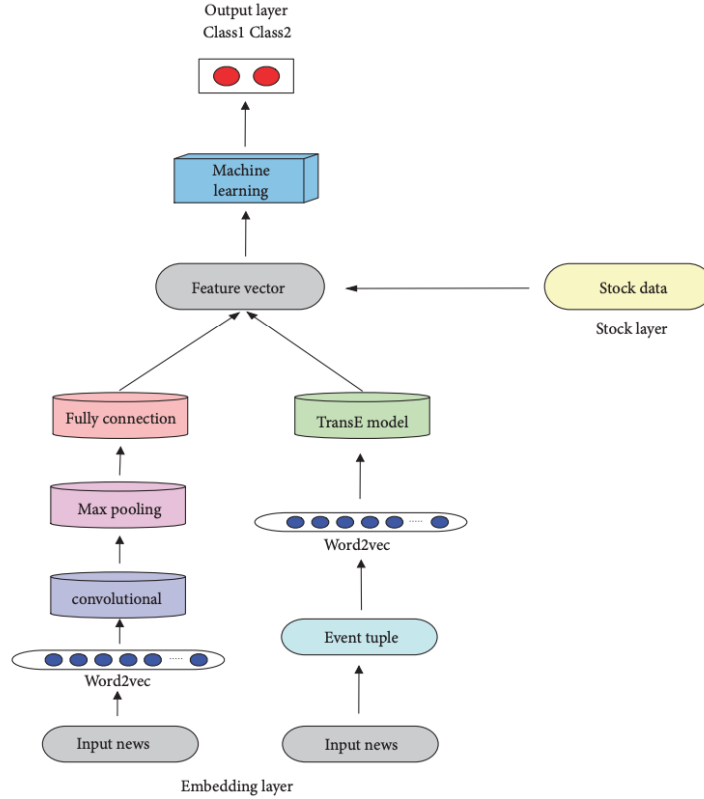 Output layer
Class1 Class2
Machine
learning
Feature vector
Stock data
Stock layer
Fully connection
TransE model
Max pooling
.....
Word2vec
convolutional
Event tuple
.....
Word2vec
Input news
Input news
Embedding layer